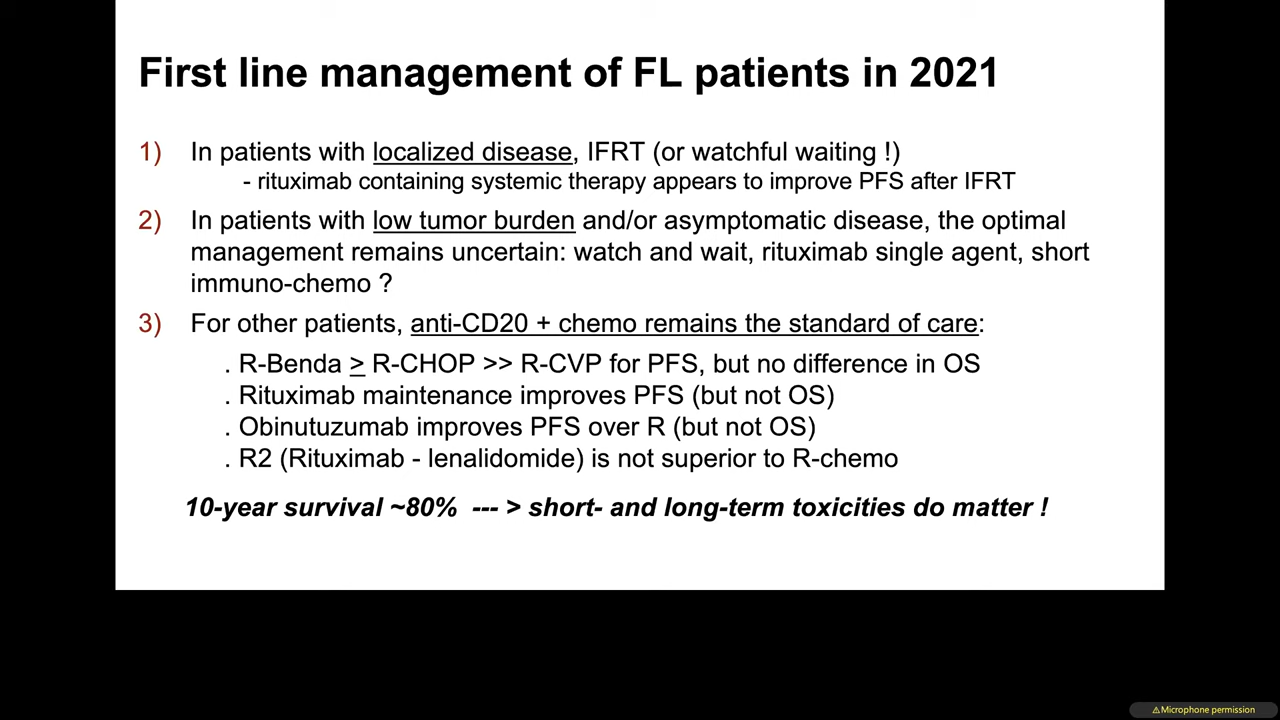 First line management of FL patients in 2021
1) In patients with localized disease, IFRT (or watchful waiting !)
- rituximab containing systemic therapy appears to improve PFS after IFRT
2) In patients with low tumor burden and/or asymptomatic disease, the optimal
management remains uncertain: watch and wait, rituximab single agent, short
immuno-chemo ?
3) For other patients, anti-CD20 + chemo remains the standard of care:
. R-Benda ≥ R-CHOP >> R-CVP for PFS, but no difference in OS
. Rituximab maintenance improves PFS (but not OS)
. Obinutuzumab improves PFS over R (but not OS)
. R2 (Rituximab - lenalidomide) is not superior to R-chemo
10-year survival ~80% --- > short- and long-term toxicities do matter !
⚠Microphone permission